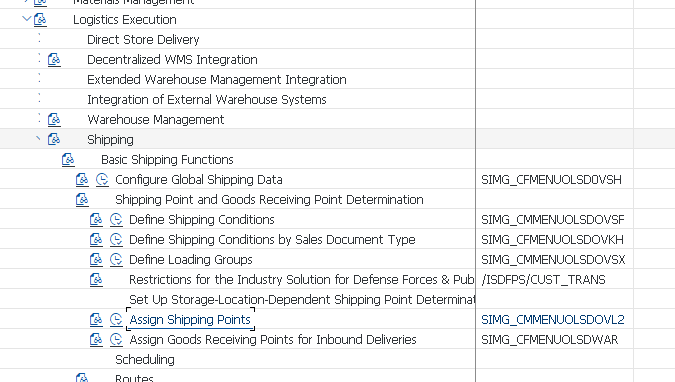 Materials Management
Logistics Execution
Direct Store Delivery
Decentralized WMS Integration
Extended Warehouse Management Integration
Integration of External Warehouse Systems
Warehouse Management
Shipping
Basic Shipping Functions
Configure Global Shipping Data SIMG_CFMENUOLSD0VSH
Shipping Point and Goods Receiving Point Determination
Define Shipping Conditions SIMG_CMMENUOLSDOVSF
Define Shipping Conditions by Sales Document Type SIMG_CFMENUOLSDOVKH
Define Loading Groups SIMG_CFMENUOLSDOVSX
Restrictions for the Industry Solution for Defense Forces & Pub /ISDFPS/CUST_TRANS
Set Up Storage-Location-Dependent Shipping Point Determinat
Assign Shipping Points SIMG_CMMENUOLSDOVL2
Assign Goods Receiving Points for Inbound Deliveries SIMG_CFMENUOLSDWAR
Scheduling
Routes